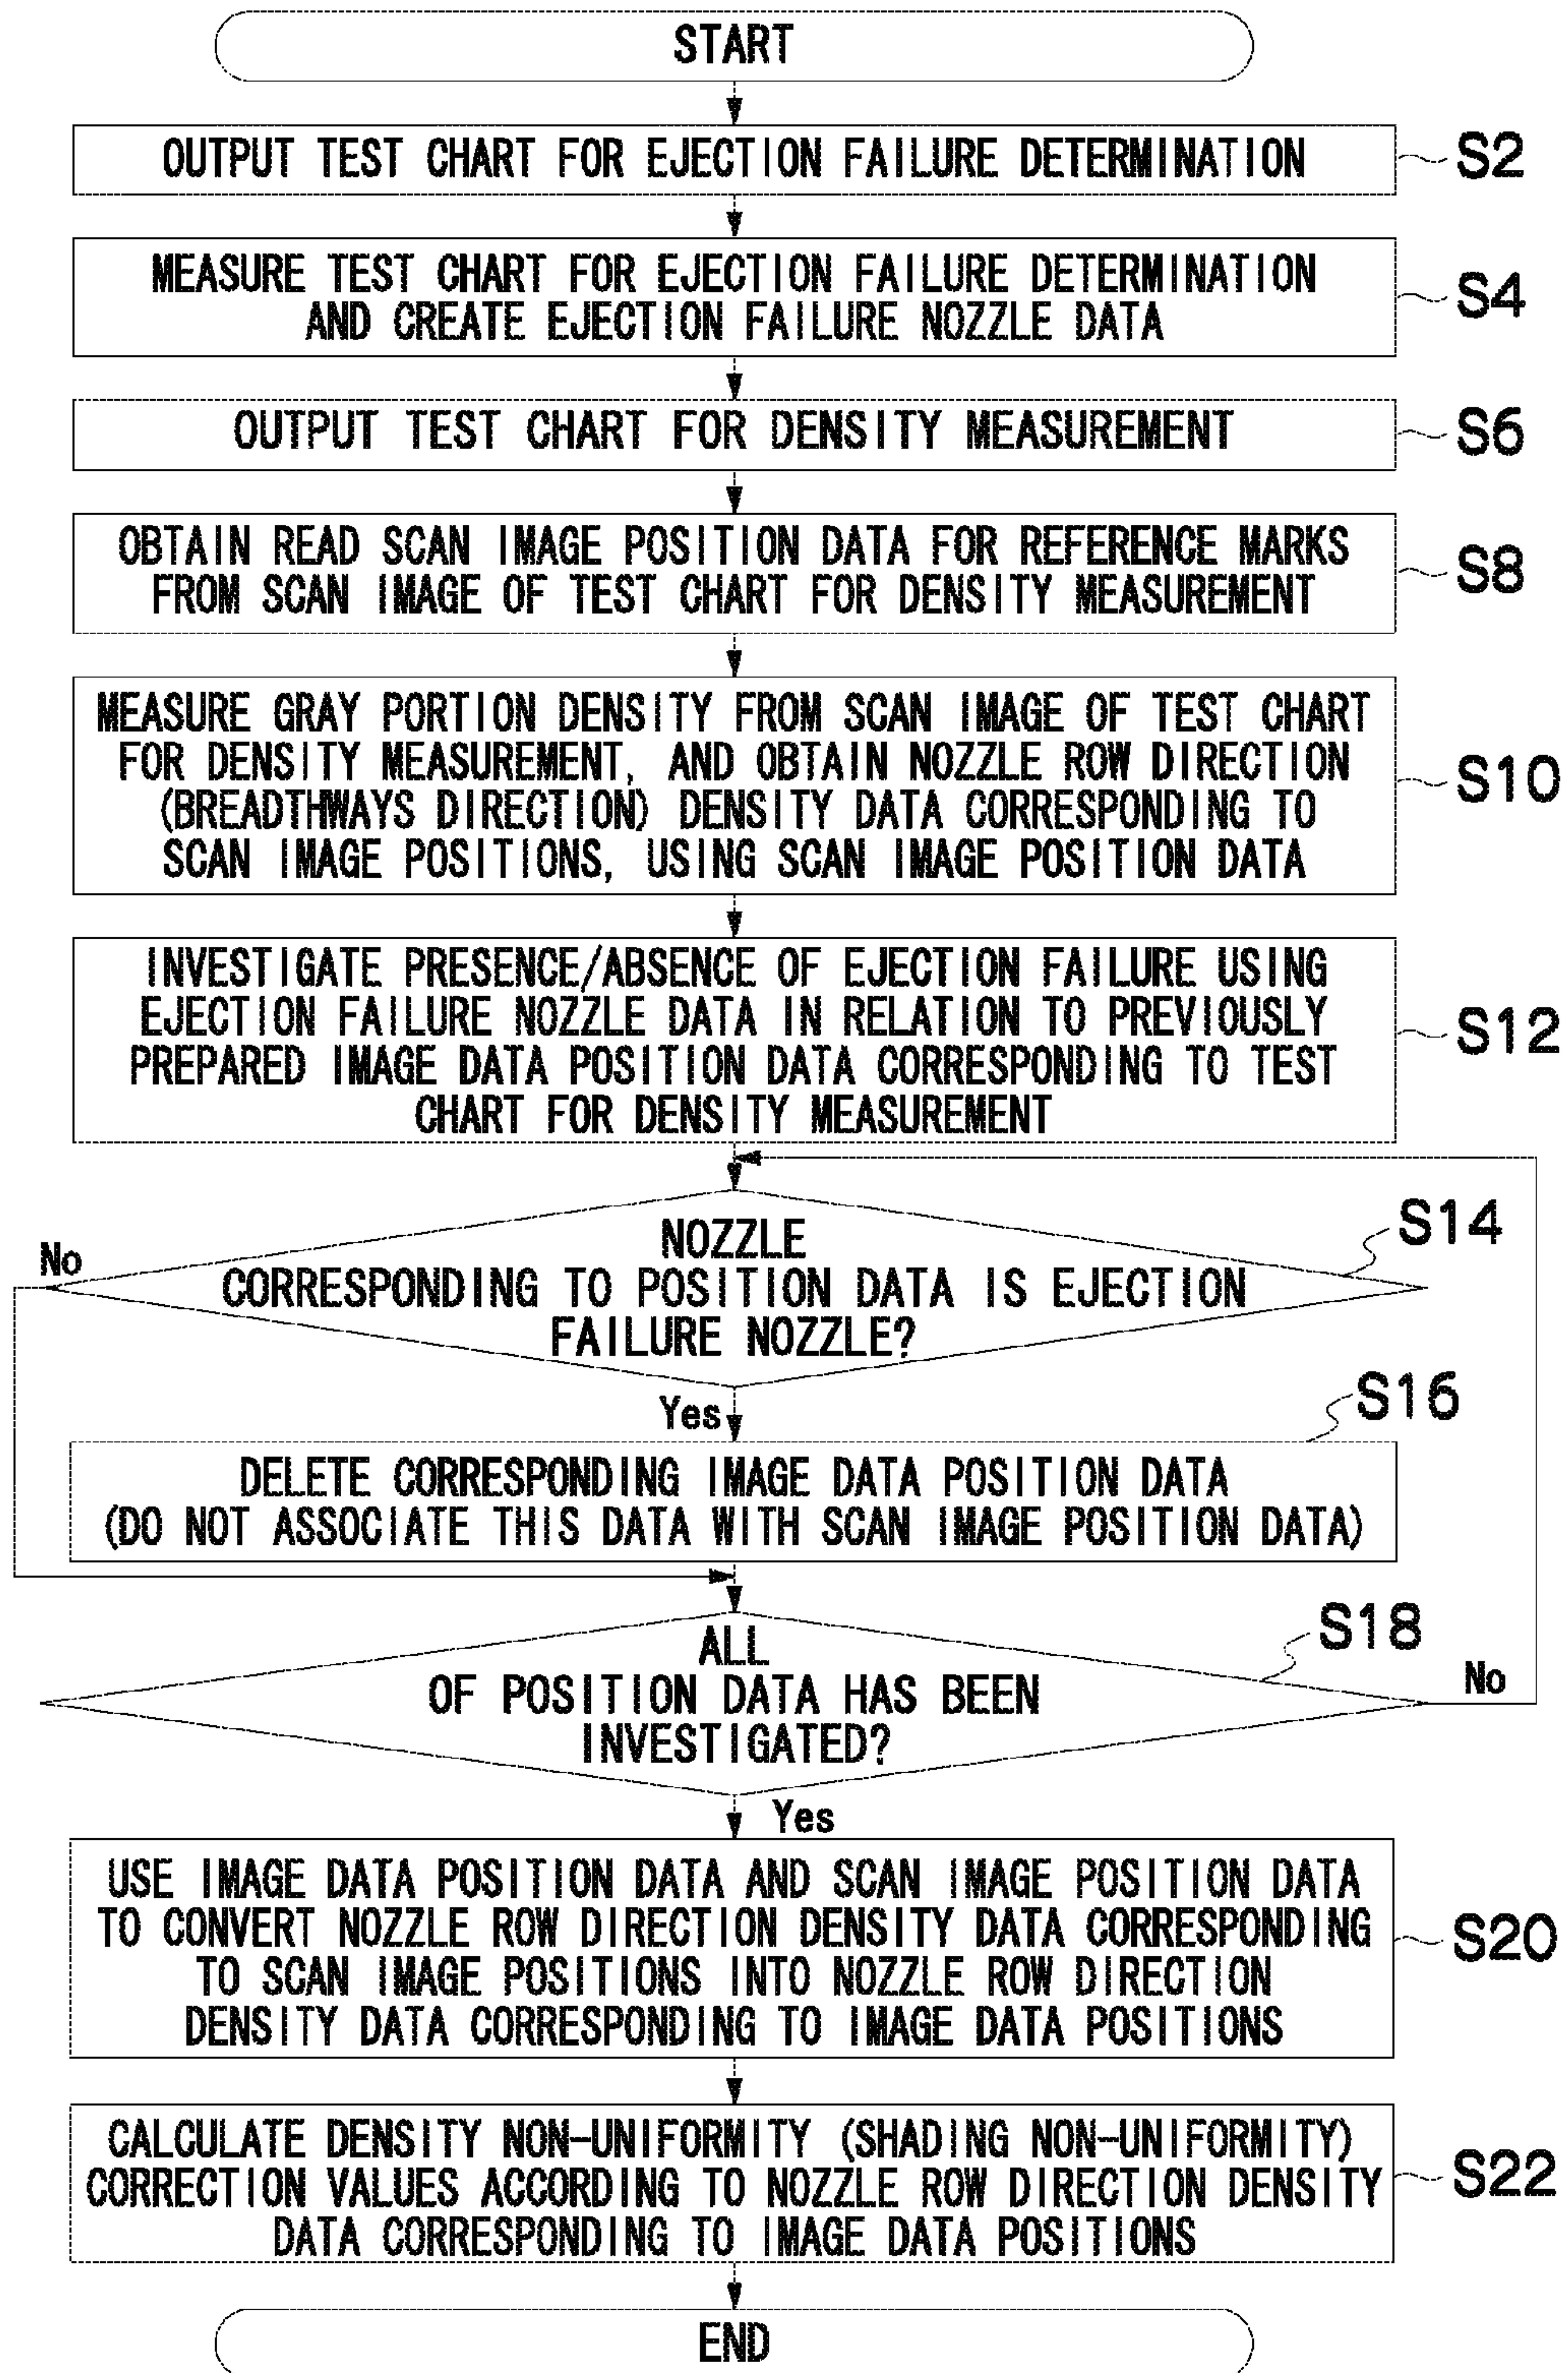 START
OUTPUT TEST CHART FOR EJECTION FAILURE DETERMINATION
S2
MEASURE TEST CHART FOR EJECTION FAILURE DETERMINATION
AND CREATE EJECTION FAILURE NOZZLE DATA
S4
OUTPUT TEST CHART FOR DENSITY MEASUREMENT
S6
OBTAIN READ SCAN IMAGE POSITION DATA FOR REFERENCE MARKS
FROM SCAN IMAGE OF TEST CHART FOR DENSITY MEASUREMENT
S8
MEASURE GRAY PORTION DENSITY FROM SCAN IMAGE OF TEST CHART
FOR DENSITY MEASUREMENT, AND OBTAIN NOZZLE ROW DIRECTION
(BREADTHWAYS DIRECTION) DENSITY DATA CORRESPONDING TO
SCAN IMAGE POSITIONS, USING SCAN IMAGE POSITION DATA
S10
INVESTIGATE PRESENCE/ABSENCE OF EJECTION FAILURE USING
EJECTION FAILURE NOZZLE DATA IN RELATION TO PREVIOUSLY
PREPARED IMAGE DATA POSITION DATA CORRESPONDING TO TEST
CHART FOR DENSITY MEASUREMENT
S12
NOZZLE
CORRESPONDING TO POSITION DATA IS EJECTION
FAILURE NOZZLE?
S14
No
Yes
DELETE CORRESPONDING IMAGE DATA POSITION DATA
(DO NOT ASSOCIATE THIS DATA WITH SCAN IMAGE POSITION DATA)
S16
ALL
OF POSITION DATA HAS BEEN
INVESTIGATED?
S18
No
Yes
USE IMAGE DATA POSITION DATA AND SCAN IMAGE POSITION DATA
TO CONVERT NOZZLE ROW DIRECTION DENSITY DATA CORRESPONDING
TO SCAN IMAGE POSITIONS INTO NOZZLE ROW DIRECTION
DENSITY DATA CORRESPONDING TO IMAGE DATA POSITIONS
S20
CALCULATE DENSITY NON-UNIFORMITY (SHADING NON-UNIFORMITY)
CORRECTION VALUES ACCORDING TO NOZZLE ROW DIRECTION DENSITY
DATA CORRESPONDING TO IMAGE DATA POSITIONS
S22
END